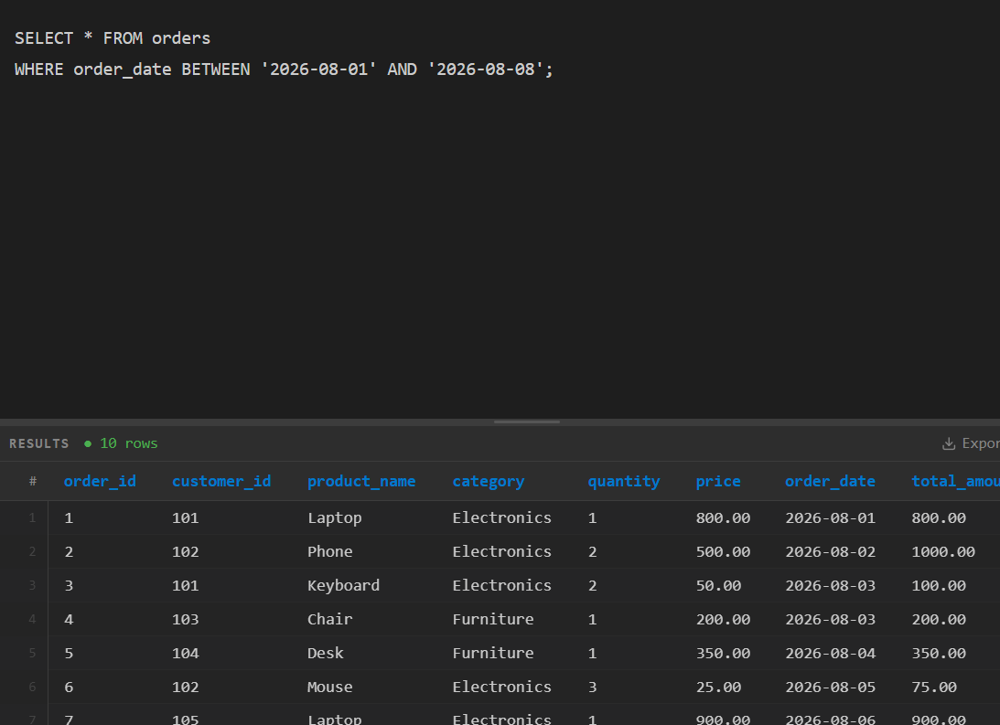 SELECT * FROM orders
WHERE order_date BETWEEN '2026-08-01' AND '2026-08-08';
RESULTS ● 10 rows Expor
# order_id customer_id product_name category quantity price order_date total_amou
1 1 101 Laptop Electronics 1 800.00 2026-08-01 800.00
2 2 102 Phone Electronics 2 500.00 2026-08-02 1000.00
3 3 101 Keyboard Electronics 2 50.00 2026-08-03 100.00
4 4 103 Chair Furniture 1 200.00 2026-08-03 200.00
5 5 104 Desk Furniture 1 350.00 2026-08-04 350.00
6 6 102 Mouse Electronics 3 25.00 2026-08-05 75.00
7 7 105 Laptop Electronics 1 900.00 2026-08-06 900.00